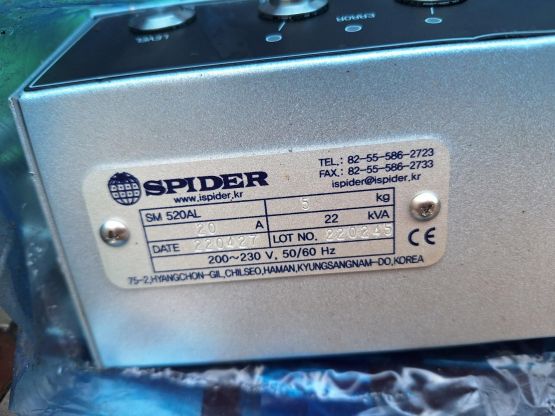 LEVEL
ERROR
SPIDER
www.ispider.kr
TEL,: 82-55-586-2723
FAX,: 82-55-586-2733
ispider@ispider.kr
SM 520AL 5 kg
20 A 22 KVA
DATE 220427 LOT NO. 220245
200~230 V, 50/60 Hz
CE
75-2,HYANGCHON-GIL,CHILSEO,HAMAN,KYUNGSANGNAM-DO,KOREA